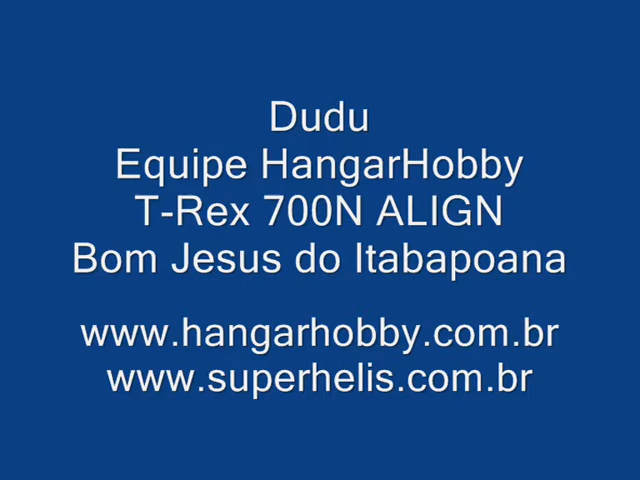 Dudu
Equipe HangarHobby
T-Rex 700N ALIGN
Bom Jesus do Itabapoana
www.hangarhobby.com.br
www.superhelis.com.br